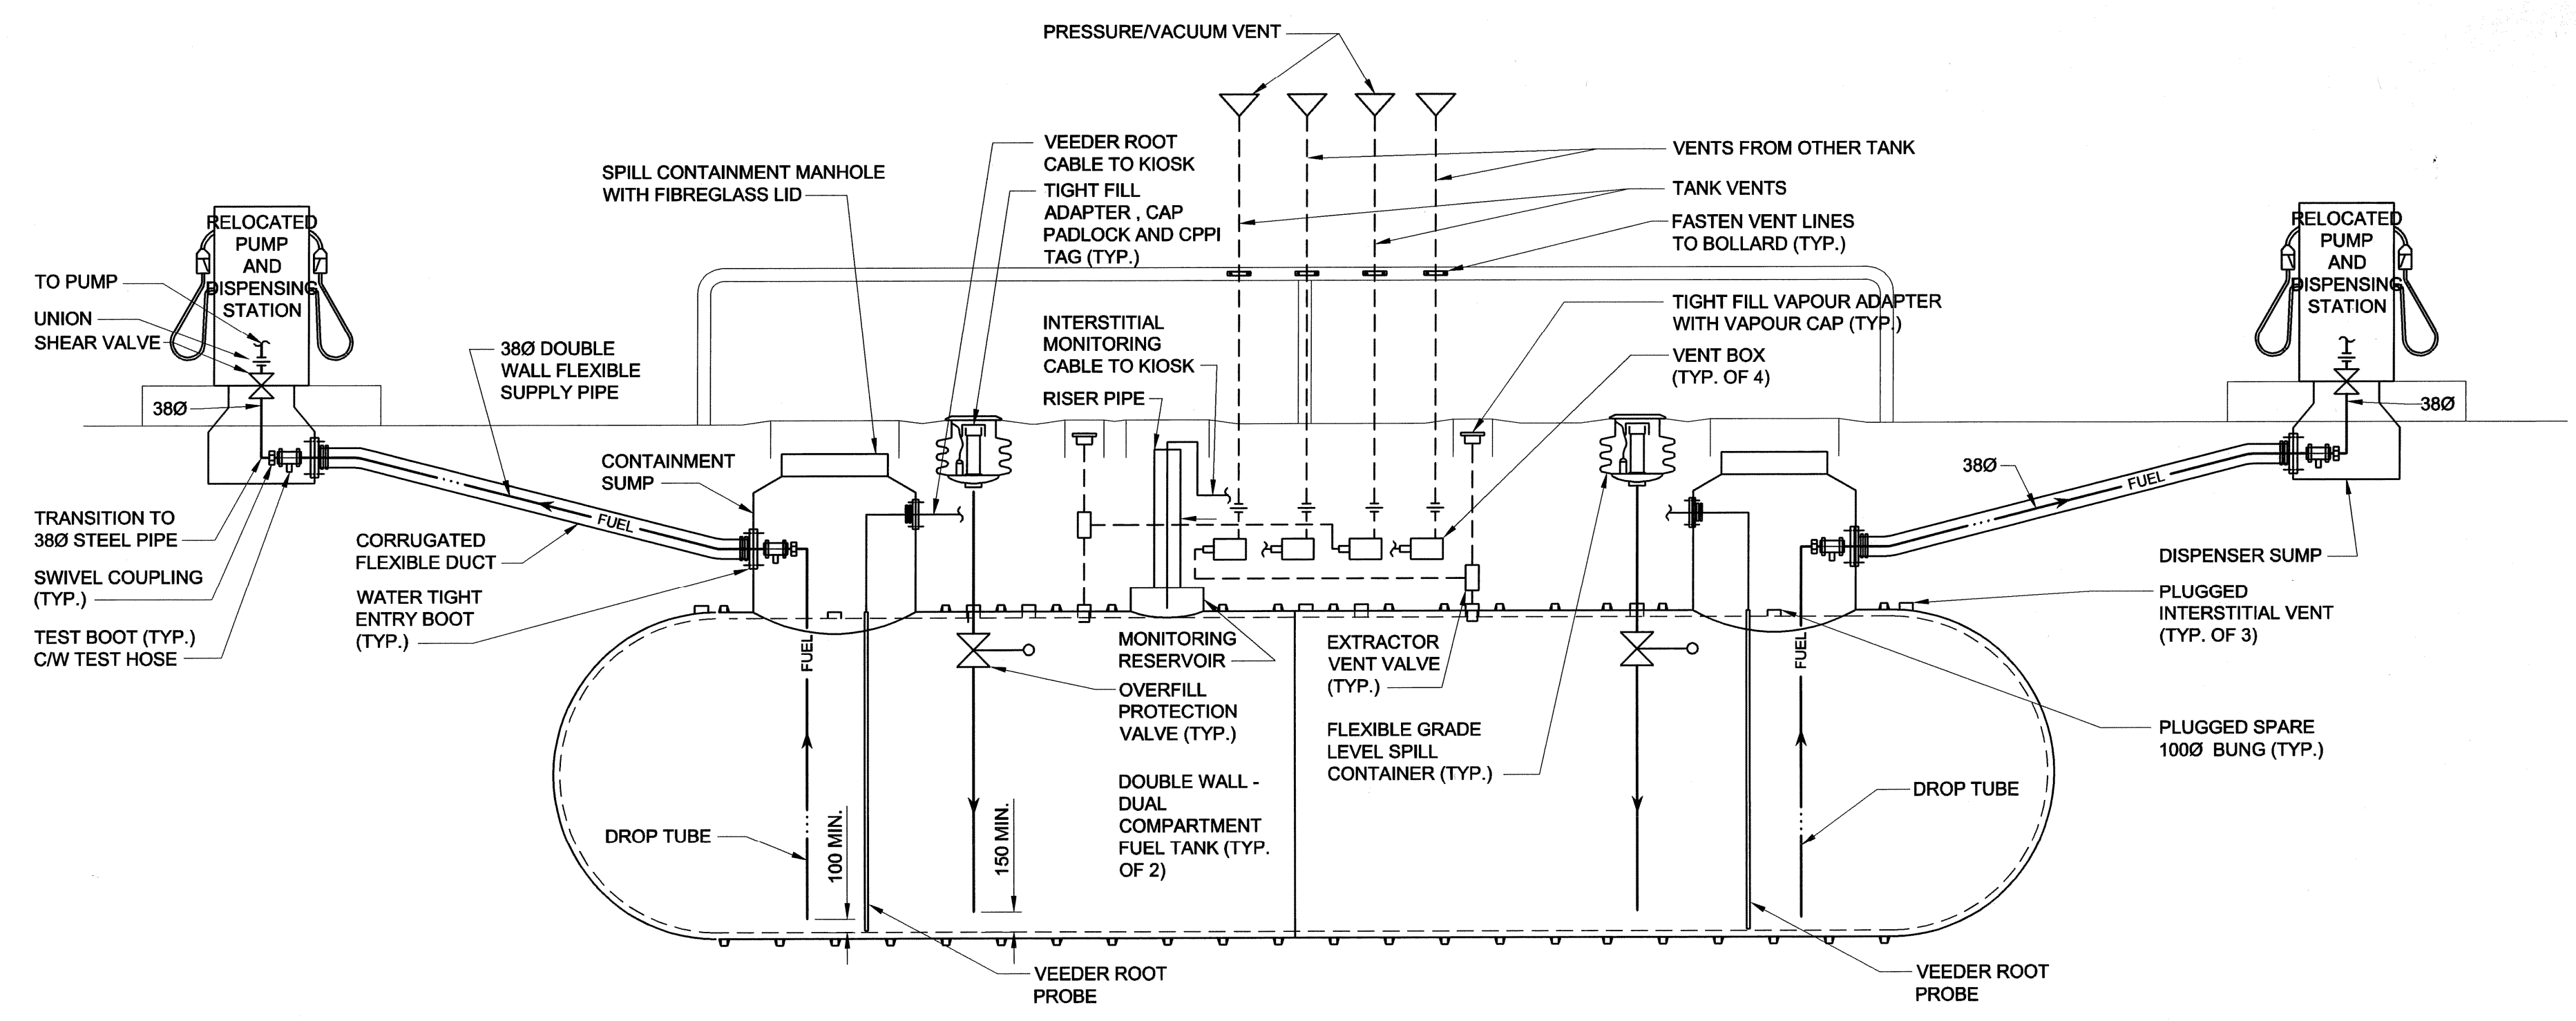 PRESSURE/VACUUM VENT
VEEDER ROOT
CABLE TO KIOSK
TIGHT FILL
ADAPTER , CAP
PADLOCK AND CPPI
TAG (TYP.)
SPILL CONTAINMENT MANHOLE
WITH FIBREGLASS LID
VENTS FROM OTHER TANK
TANK VENTS
FASTEN VENT LINES
TO BOLLARD (TYP.)
RELOCATED
PUMP
AND
DISPENSING
STATION
TO PUMP
UNION
SHEAR VALVE
38Ø
38Ø DOUBLE
WALL FLEXIBLE
SUPPLY PIPE
INTERSTITIAL
MONITORING
CABLE TO KIOSK
RISER PIPE
TIGHT FILL VAPOUR ADAPTER
WITH VAPOUR CAP (TYP.)
VENT BOX
(TYP. OF 4)
RELOCATED
PUMP
AND
DISPENSING
STATION
38Ø
38Ø
CONTAINMENT
SUMP
FUEL
FUEL
TRANSITION TO
38Ø STEEL PIPE
SWIVEL COUPLING
(TYP.)
TEST BOOT (TYP.)
C/W TEST HOSE
CORRUGATED
FLEXIBLE DUCT
WATER TIGHT
ENTRY BOOT
(TYP.)
DISPENSER SUMP
PLUGGED
INTERSTITIAL VENT
(TYP. OF 3)
FUEL
MONITORING
RESERVOIR
OVERFILL
PROTECTION
VALVE (TYP.)
EXTRACTOR
VENT VALVE
(TYP.)
FLEXIBLE GRADE
LEVEL SPILL
CONTAINER (TYP.)
FUEL
PLUGGED SPARE
100Ø BUNG (TYP.)
DOUBLE WALL -
DUAL
COMPARTMENT
FUEL TANK (TYP.
OF 2)
DROP TUBE
100 MIN.
150 MIN.
DROP TUBE
VEEDER ROOT
PROBE
VEEDER ROOT
PROBE